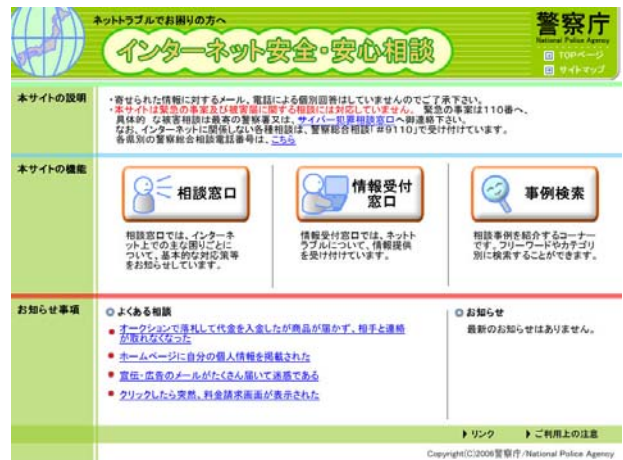 ネットトラブルでお困りの方へ
インターネット安全・安心相談
警察庁
National Police Agency
TOPページ
サイトマップ
本サイトの説明
・寄せられた情報に対するメール、電話による個別回答はしていませんのでご了承下さい。
・本サイトは緊急の事案及び被害届に関する相談には対応していません。 緊急の事案は110番へ、
具体的 な被害相談は最寄の警察署又は、サイバー犯罪相談窓口へ御連絡下さい。
なお、インターネットに関係しない各種相談は、警察総合相談「#9110」で受け付けています。
各県別の警察総合相談電話番号は、こちら
本サイトの機能
相談窓口
相談窓口では、インターネ
ット上での主な困りごとに
ついて、基本的な対応策等
をお知らせしています。
情報受付
窓口
情報受付窓口では、ネットト
ラブルについて、情報提供
を受け付けています。
事例検索
相談事例を紹介するコーナー
です。フリーワードやカテゴリ
別に検索することができます。
お知らせ事項
よくある相談
オークションで落札して代金を入金したが商品が届かず、相手と連絡
が取れなくなった
ホームページに自分の個人情報を掲載された
宣伝・広告のメールがたくさん届いて迷惑である
クリックしたら突然、料金請求画面が表示された
お知らせ
最新のお知らせはありません。
リンク
ご利用上の注意
Copyright(C)2006警察庁/National Police Agency